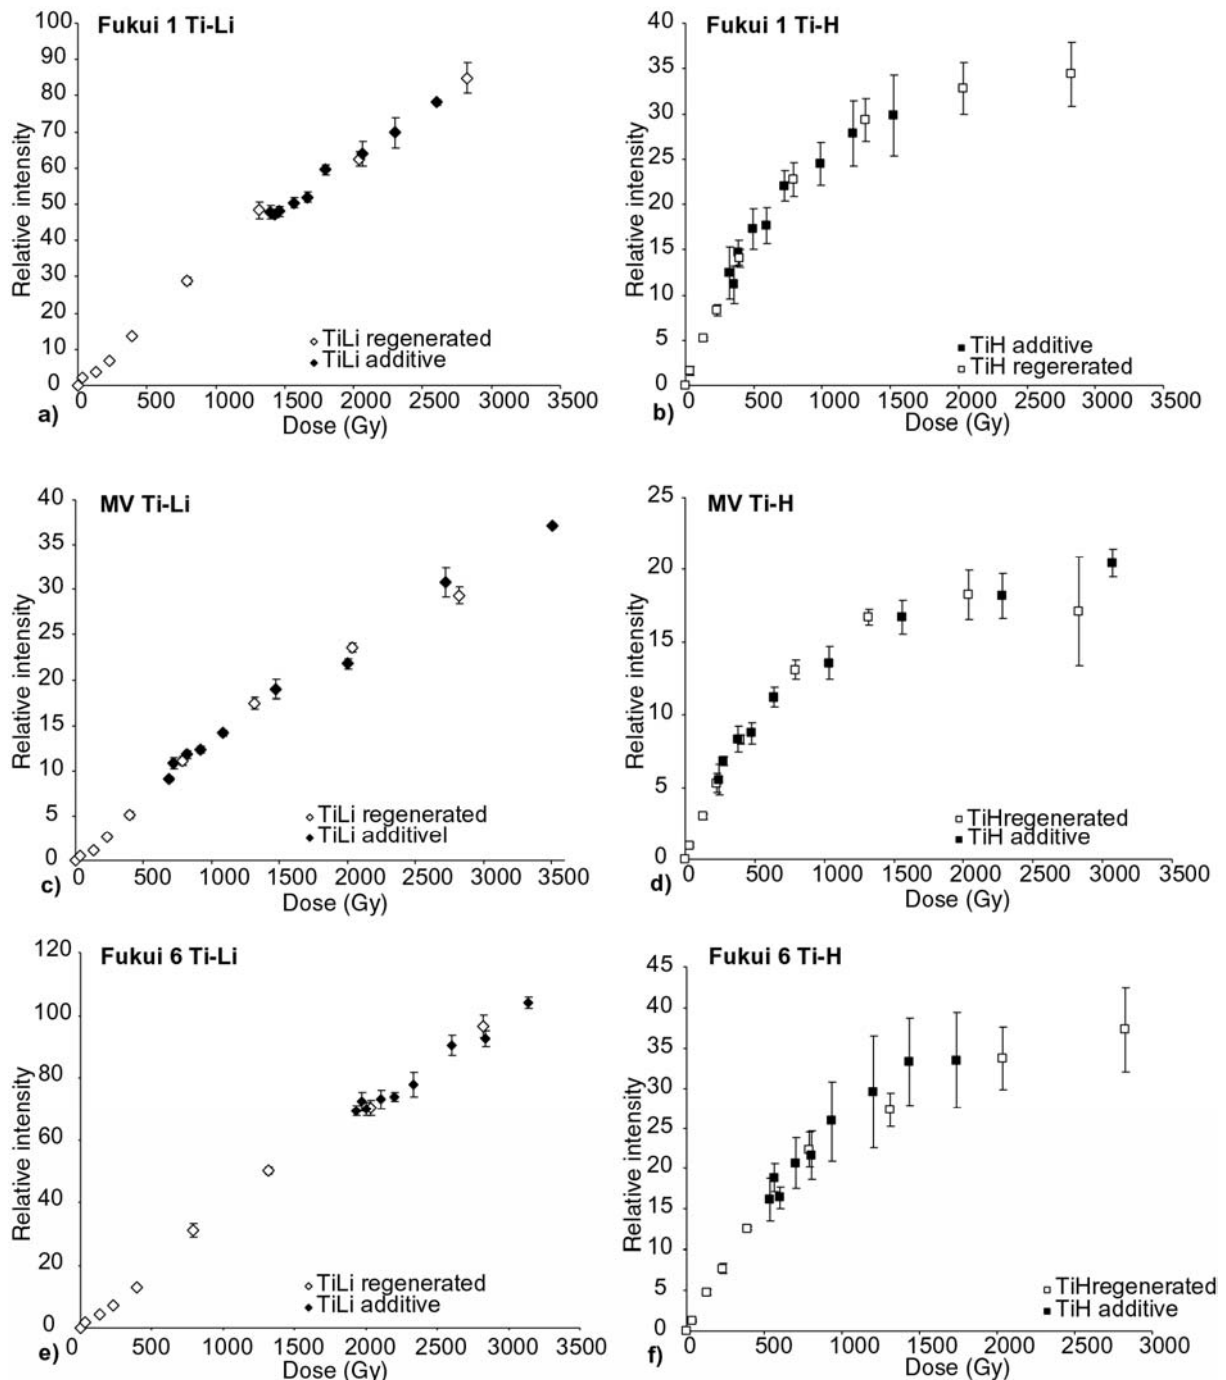 Fukui 1 Ti-Li
100
90
80
70
60
50
40
30
20
10
0
Relative intensity
TiLi regenerated
TiLi additive
500 1000 1500 2000 2500 3000 3500
a)
Dose (Gy)
Fukui 1 Ti-H
40
35
30
25
20
15
10
5
0
Relative intensity
TiH additive
TiH regererated
500 1000 1500 2000 2500 3000 3500
b)
Dose (Gy)
MV Ti-Li
40
35
30
25
20
15
10
5
0
Relative intensity
TiLi regenerated
TiLi additivel
500 1000 1500 2000 2500 3000 3500
c)
Dose (Gy)
MV Ti-H
25
20
15
10
5
0
Relative intensity
TiHregenerated
TiH additive
500 1000 1500 2000 2500 3000 3500
d)
Dose (Gy)
Fukui 6 Ti-Li
120
100
80
60
40
20
0
Relative intensity
TiLi regenerated
TiLi additive
500 1000 1500 2000 2500 3000 3500
e)
Dose (Gy)
Fukui 6 Ti-H
45
40
35
30
25
20
15
10
5
0
Relative intensity
TiHregenerated
TiH additive
500 1000 1500 2000 2500 3000
f)
Dose (Gy)